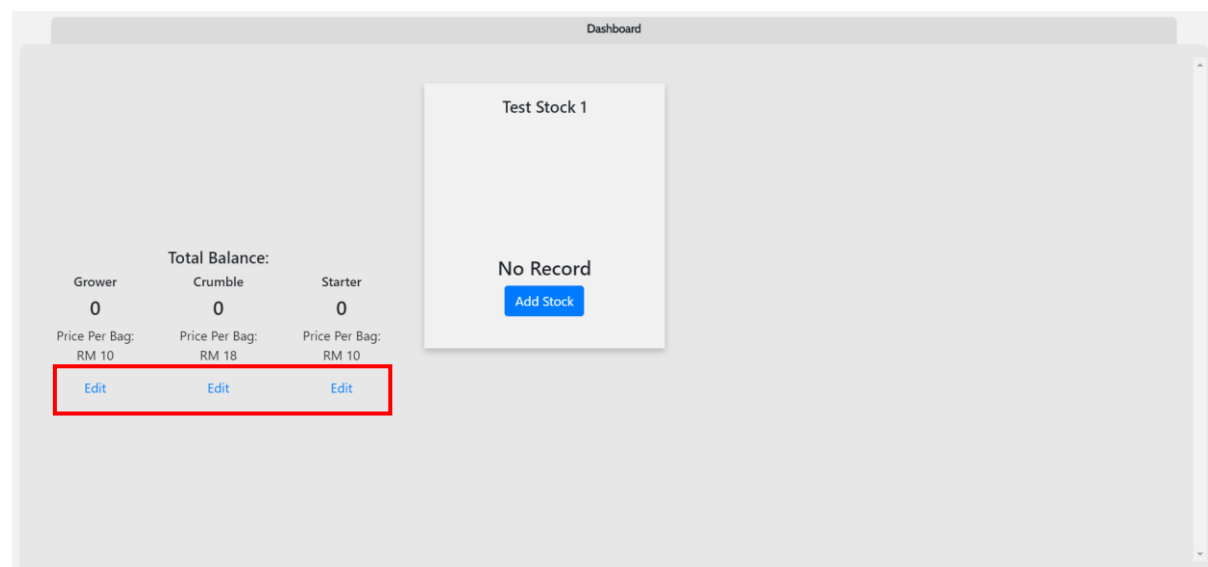 Dashboard
Total Balance:
Grower Crumble Starter
0 0 0
Price Per Bag: Price Per Bag: Price Per Bag:
RM 10 RM 18 RM 10
Edit Edit Edit
Test Stock 1
No Record
Add Stock